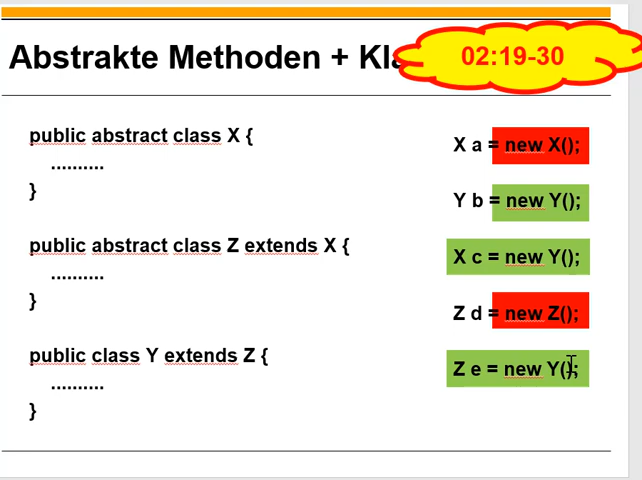 Abstrakte Methoden + Kla
02:19-30
public abstract class X {
..........
}
public abstract class Z extends X {
..........
}
public class Y extends Z {
..........
}
X a = new X();
Y b = new Y();
X c = new Y();
Z d = new Z();
Z e = new Y();